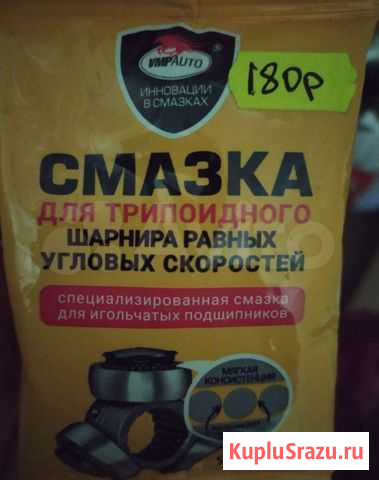 VMPAUTO
ИННОВАЦИИ
В СМАЗКАХ
180р
СМАЗКА
ДЛЯ ТРИПОИДНОГО
ШАРНИРА РАВНЫХ
УГЛОВЫХ СКОРОСТЕЙ
специализированная смазка
для игольчатых подшипников
МЯГКАЯ
КОНСИСТЕНЦИЯ
KupluSrazu.ru